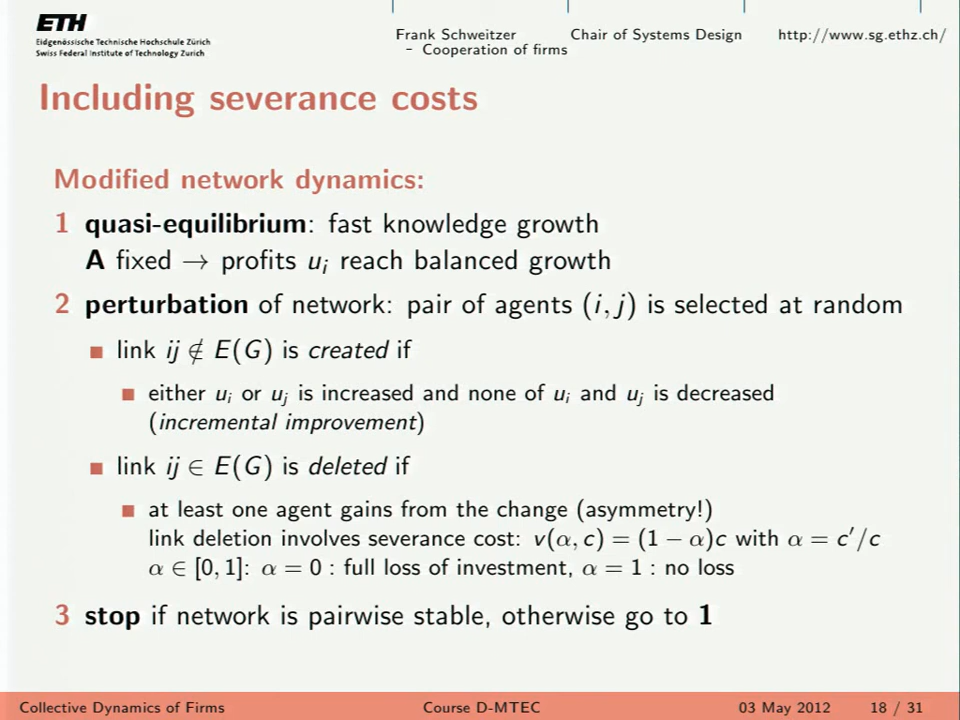 ETH
Eidgenössische Technische Hochschule Zürich
Swiss Federal Institute of Technology Zurich
Frank Schweitzer
Chair of Systems Design
http://www.sg.ethz.ch/
– Cooperation of firms
Including severance costs
Modified network dynamics:
1 quasi-equilibrium: fast knowledge growth
A fixed → profits uᵢ reach balanced growth
2 perturbation of network: pair of agents (i, j) is selected at random
■ link ij ∉ E(G) is created if
■ either uᵢ or uⱼ is increased and none of uᵢ and uⱼ is decreased
(incremental improvement)
■ link ij ∈ E(G) is deleted if
■ at least one agent gains from the change (asymmetry!)
link deletion involves severance cost: v(α, c) = (1 − α)c with α = c′/c
α ∈ [0, 1]: α = 0 : full loss of investment, α = 1 : no loss
3 stop if network is pairwise stable, otherwise go to 1
Collective Dynamics of Firms
Course D-MTEC
03 May 2012
18 / 31